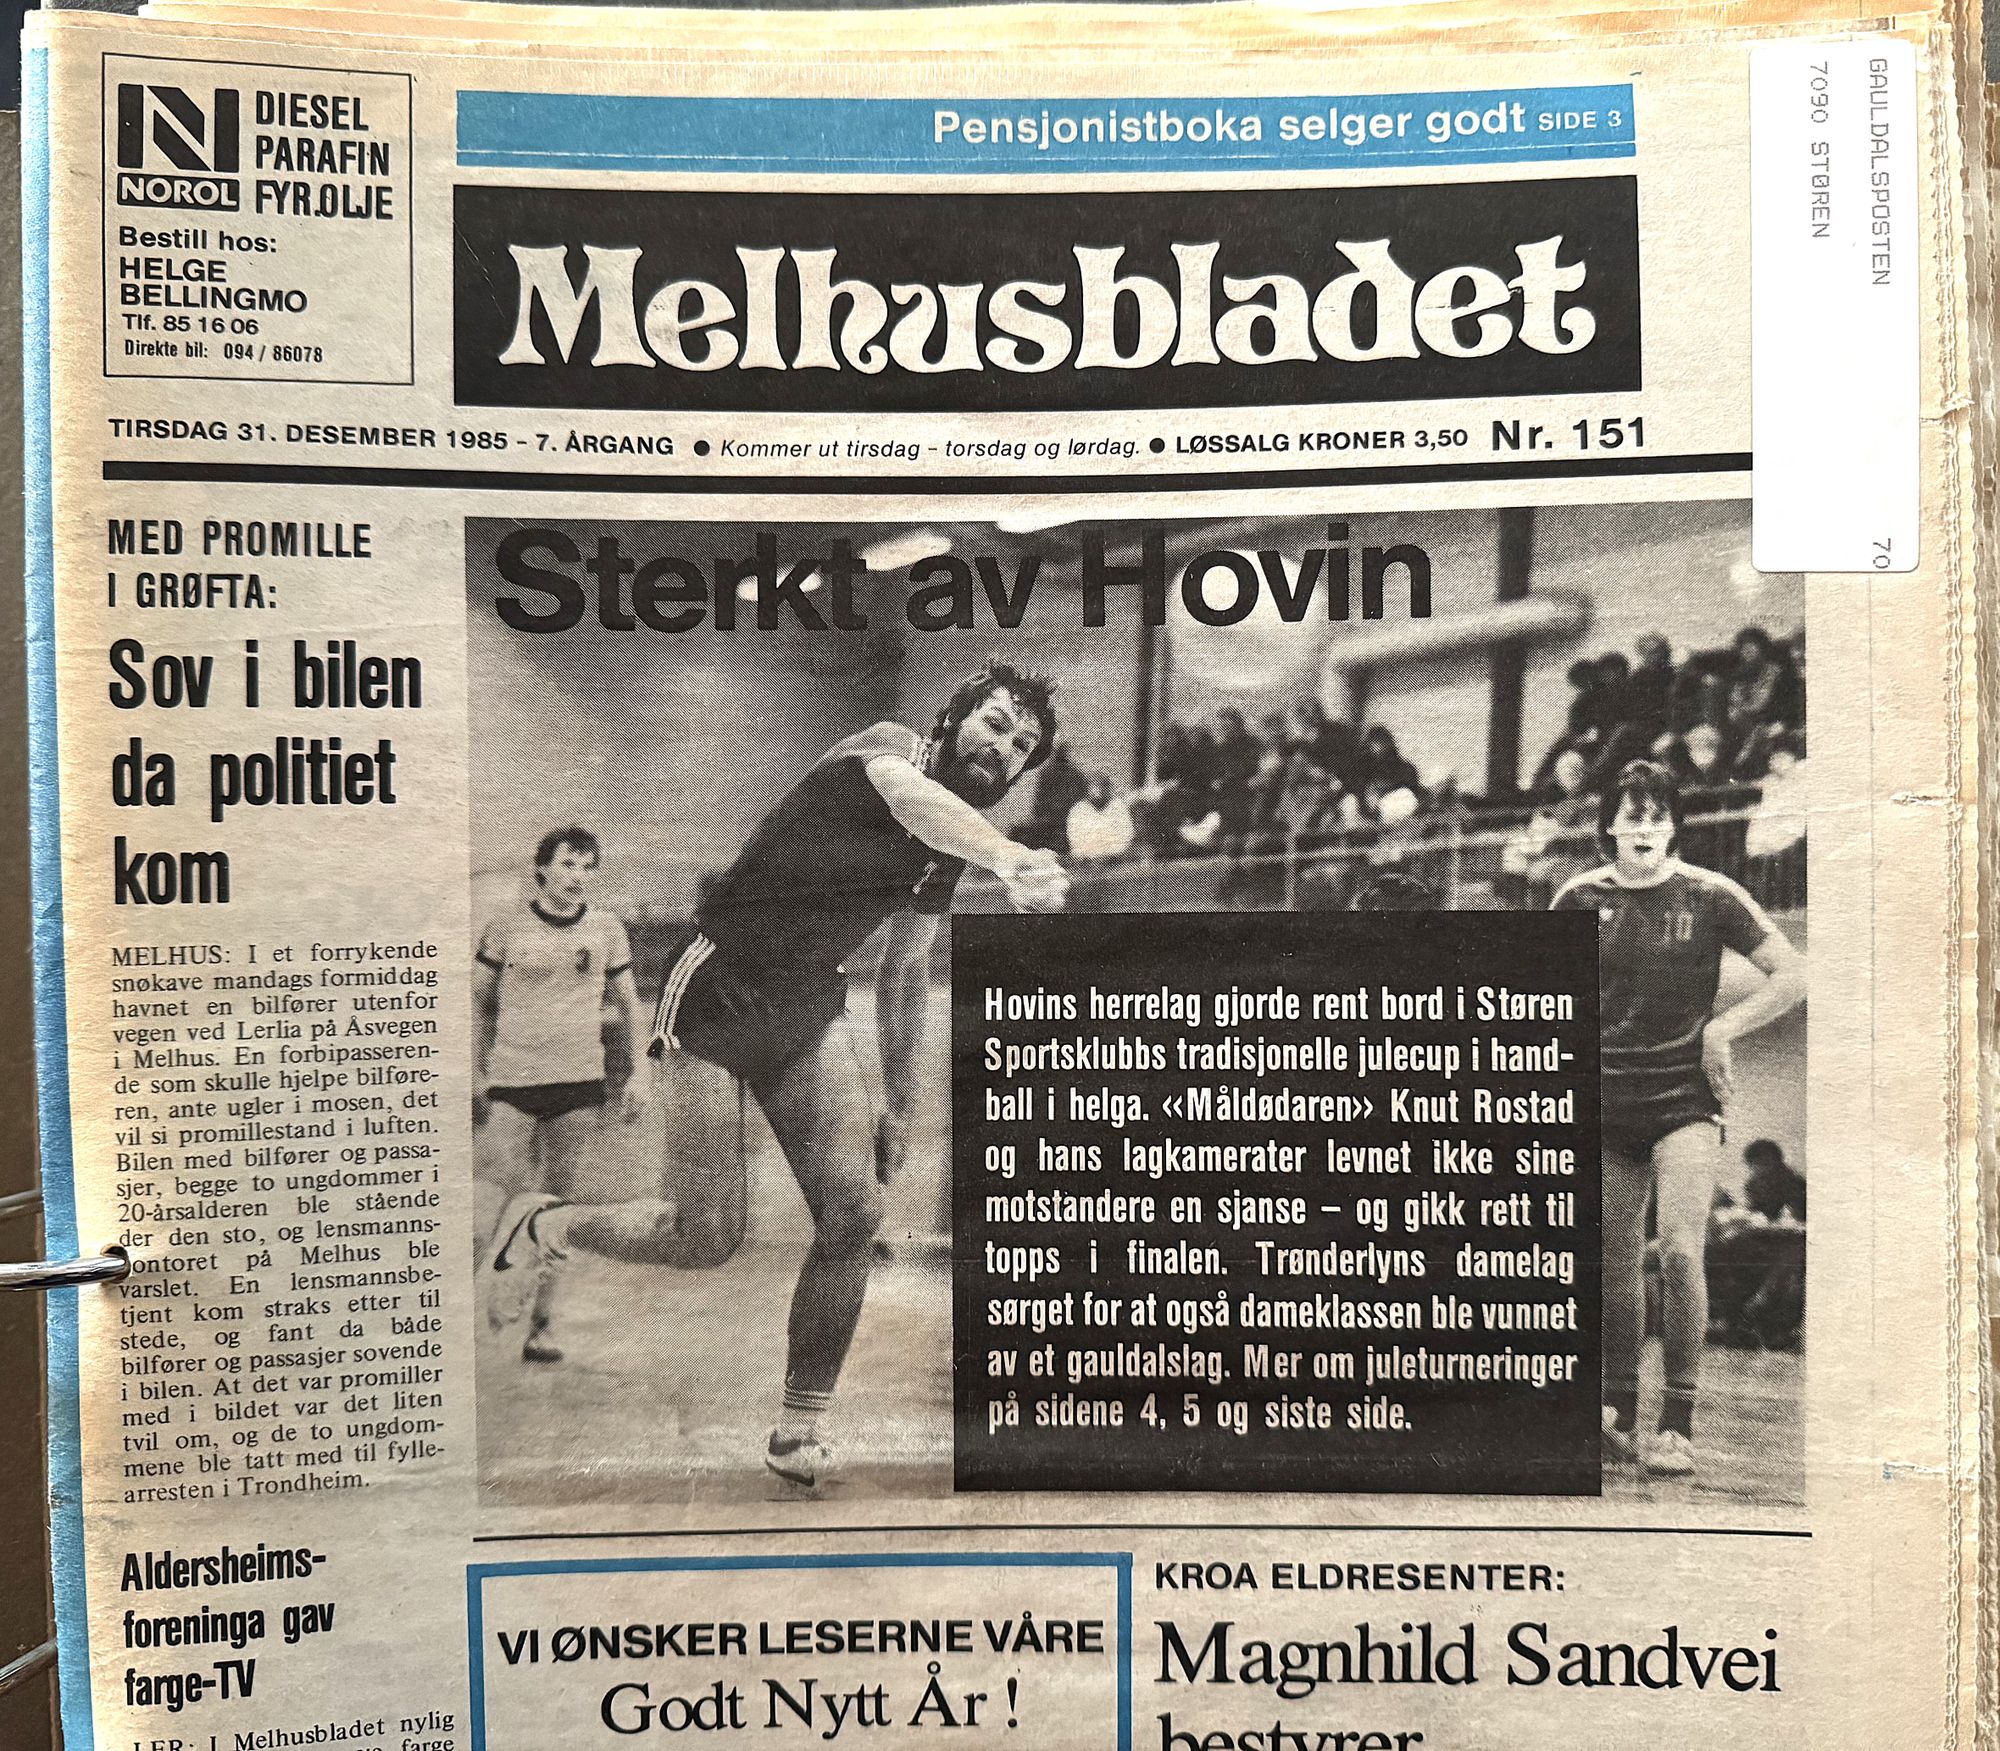 NOROL
DIESEL
PARAFIN
FYR.OLJE
Bestill hos:
HELGE
BELLINGMO
Tlf. 85 16 06
Direkte bil: 094 / 86078
Pensjonistboka selger godt SIDE 3
Melhusbladet
GAULDALSPOSTEN
7090 STØREN
70
TIRSDAG 31. DESEMBER 1985 – 7. ÅRGANG ● Kommer ut tirsdag – torsdag og lørdag. ● LØSSALG KRONER 3,50 Nr. 151
MED PROMILLE
I GRØFTA:
Sov i bilen
da politiet
kom
MELHUS: I et forrykende
snøkave mandags formiddag
havnet en bilfører utenfor
vegen ved Lerlia på Åsvegen
i Melhus. En forbipasseren-
de som skulle hjelpe bilføre-
ren, ante ugler i mosen, det
vil si promillestand i luften.
Bilen med bilfører og passa-
sjer, begge to ungdommer i
20-årsalderen ble stående
der den sto, og lensmanns-
ontoret på Melhus ble
varslet. En lensmannsbe-
tjent kom straks etter til
stede, og fant da både
bilfører og passasjer sovende
i bilen. At det var promiller
med i bildet var det liten
tvil om, og de to ungdom-
mene ble tatt med til fylle-
arresten i Trondheim.
Aldersheims-
foreninga gav
farge-TV
LER: I Melhusbladet nylig
farge
Sterkt av Hovin
10
Hovins herrelag gjorde rent bord i Støren
Sportsklubbs tradisjonelle julecup i hand-
ball i helga. «Måldødaren» Knut Rostad
og hans lagkamerater levnet ikke sine
motstandere en sjanse – og gikk rett til
topps i finalen. Trønderlyns damelag
sørget for at også dameklassen ble vunnet
av et gauldalslag. Mer om juleturneringer
på sidene 4, 5 og siste side.
VI ØNSKER LESERNE VÅRE
Godt Nytt År !
KROA ELDRESENTER:
Magnhild Sandvei
bestyrer